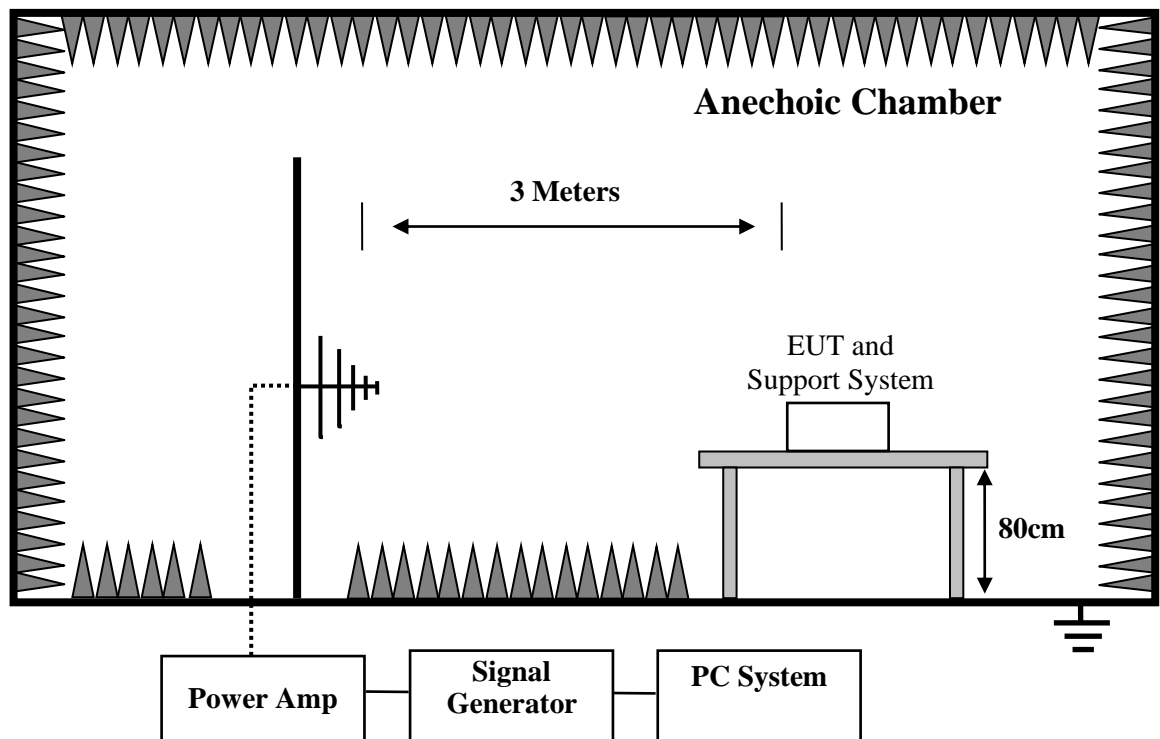 Anechoic Chamber
3 Meters
EUT and
Support System
80cm
Power Amp
Signal
Generator
PC System